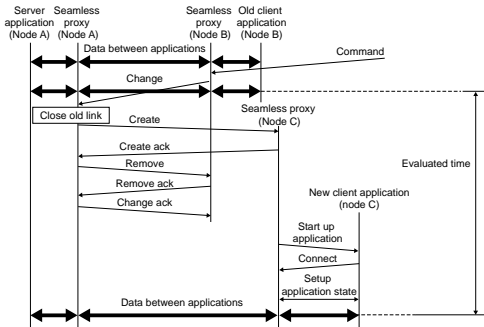 Server
application
(Node A)
Seamless
proxy
(Node A)
Seamless
proxy
(Node B)
Old client
application
(Node B)
Data between applications
Command
Change
Close old link
Seamless proxy
(Node C)
Create
Create ack
Remove
Remove ack
Change ack
Evaluated time
New client application
(node C)
Start up
application
Connect
Setup
application state
Data between applications